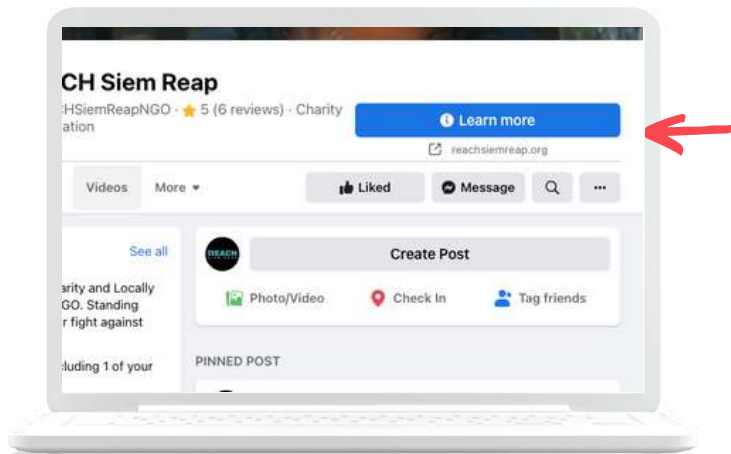 CH Siem Reap
HSiemReapNGO · ⭐ 5 (6 reviews) · Charity
ation
Learn more
reachsiemreap.org
Videos More
Liked Message ···
See all
arity and Locally
GO. Standing
r fight against
cluding 1 of your
REACH
Create Post
Photo/Video Check In Tag friends
PINNED POST